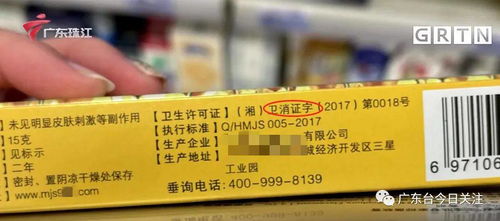 广东珠江
GRTN
未见明显皮肤刺激等副作用
15克
见标示
二年
密封、置阴凉干燥处保存
www.mjs9
【卫生许可证】（湘）卫消证字（2017）第0018号
【执行标准】Q/HMJS 005-2017
【生产企业】有限公司
【生产地址】城经济开发区三星
工业园
垂询电话：400-999-8139
6 97106
广东台今日关注